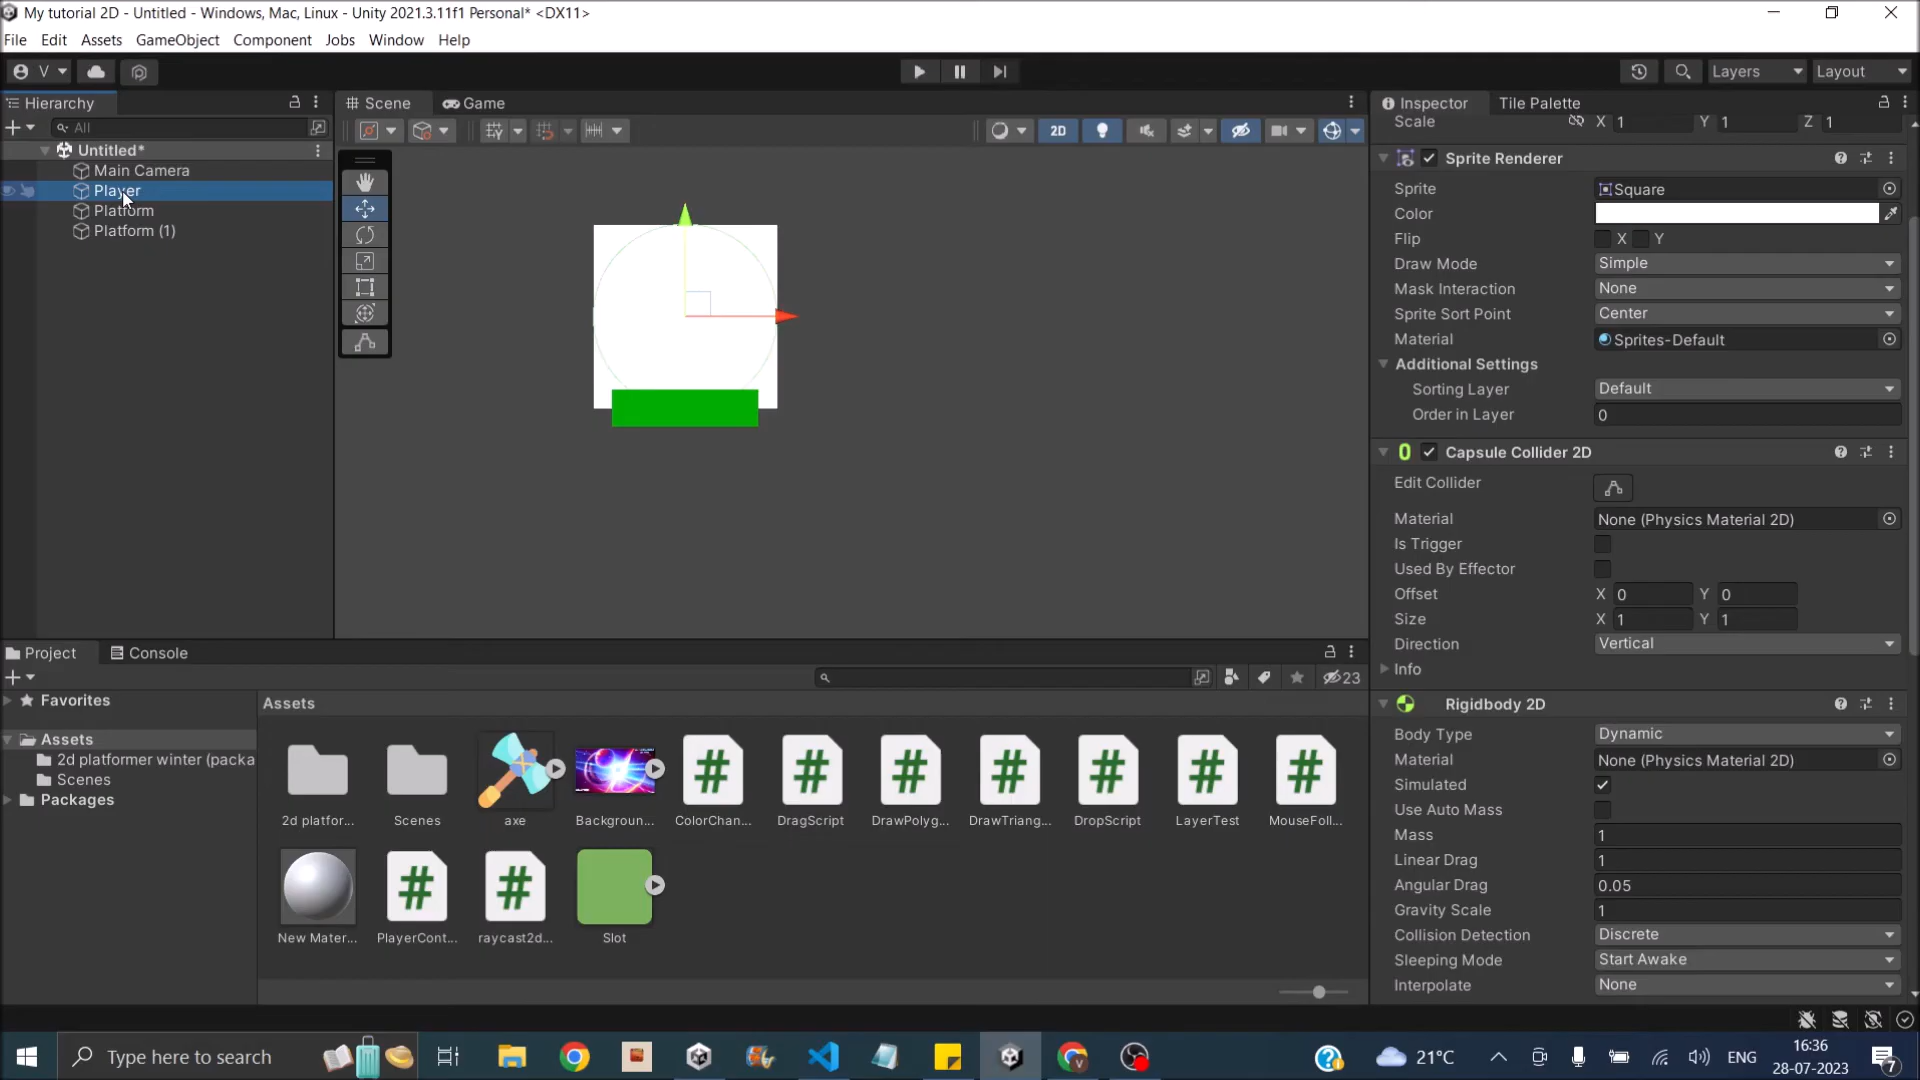 My tutorial 2D - Untitled - Windows, Mac, Linux - Unity 2021.3.11f1 Personal* <DX11>
File Edit Assets GameObject Component Jobs Window Help
V Layers Layout
Hierarchy
All
Untitled*
Main Camera
Player
Platform
Platform (1)
Scene Game
2D
Inspector Tile Palette
Scale X 1 Y 1 Z 1
Sprite Renderer
Sprite Square
Color
Flip X Y
Draw Mode Simple
Mask Interaction None
Sprite Sort Point Center
Material Sprites-Default
Additional Settings
Sorting Layer Default
Order in Layer 0
Capsule Collider 2D
Edit Collider
Material None (Physics Material 2D)
Is Trigger
Used By Effector
Offset X 0 Y 0
Size X 1 Y 1
Direction Vertical
Info
Rigidbody 2D
Body Type Dynamic
Material None (Physics Material 2D)
Simulated
Use Auto Mass
Mass 1
Linear Drag 1
Angular Drag 0.05
Gravity Scale 1
Collision Detection Discrete
Sleeping Mode Start Awake
Interpolate None
Project Console
23
Favorites
Assets
2d platformer winter (packa
Scenes
Packages
Assets
2d platfor... Scenes axe Backgroun... ColorChan... DragScript DrawPolyg... DrawTriang... DropScript LayerTest MouseFoll...
New Mater... PlayerCont... raycast2d... Slot
Type here to search
21°C
ENG
16:36
28-07-2023
7